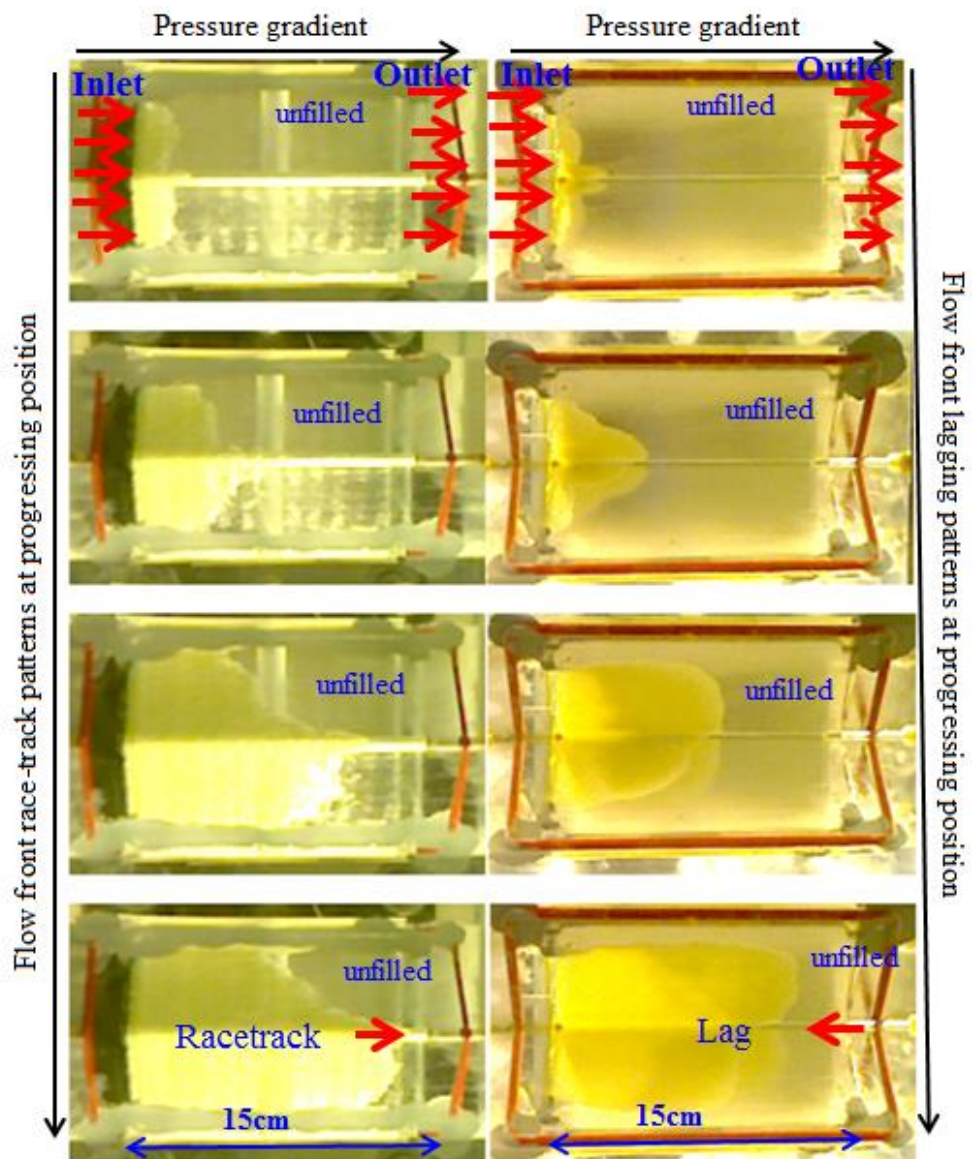 Pressure gradient
Pressure gradient
Inlet
Outlet
Inlet
Outlet
unfilled
unfilled
Flow front race-track patterns at progressing position
Flow front lagging patterns at progressing position
unfilled
unfilled
unfilled
unfilled
unfilled
unfilled
Racetrack
Lag
15cm
15cm